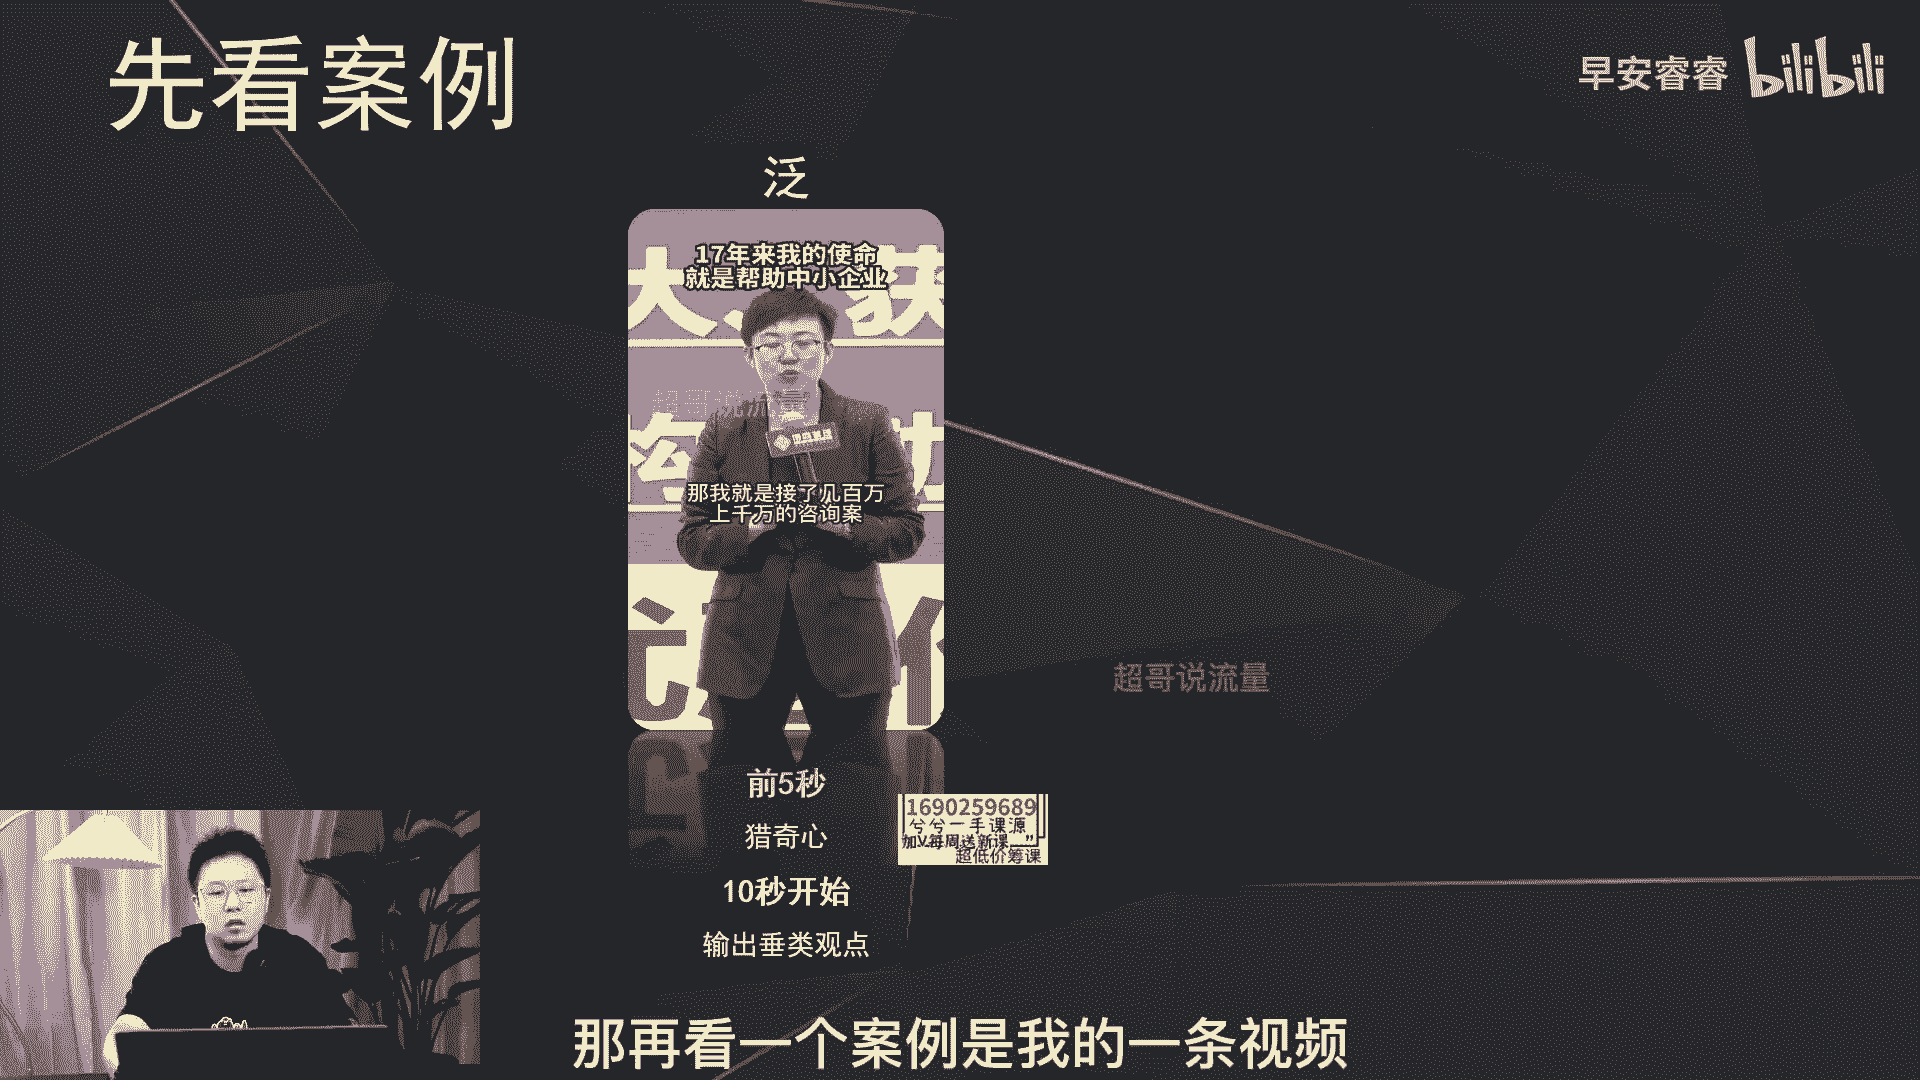 先看案例
早安睿睿 bilibili
泛
17年来我的使命
就是帮助中小企业
大
获
超哥说流量
那我就是接了几百万
上千万的咨询案
超哥说流量
前5秒
猎奇心
10秒开始
输出垂类观点
1690259689
兮兮一手课源
加V每周送新课
超低价筹课
那再看一个案例是我的一条视频